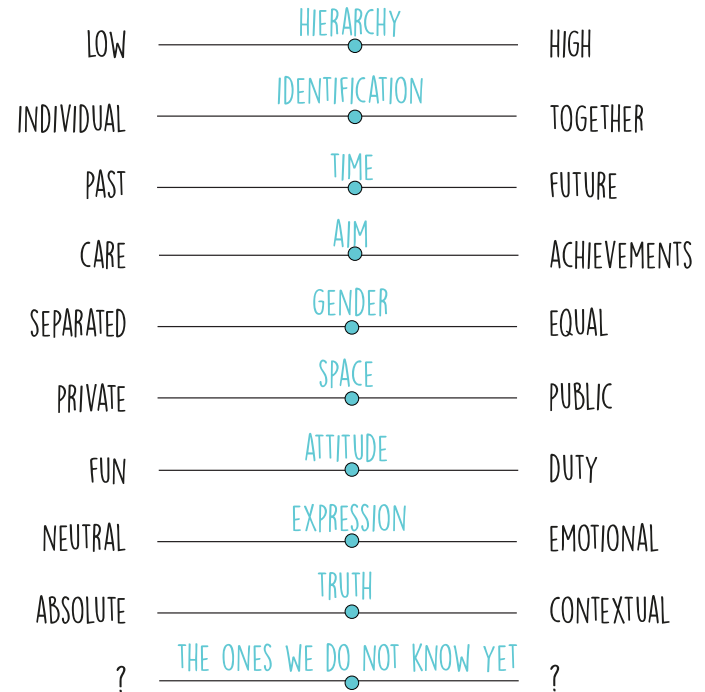 HIERARCHY
LOW HIGH
IDENTIFICATION
INDIVIDUAL TOGETHER
TIME
PAST FUTURE
AIM
CARE ACHIEVEMENTS
GENDER
SEPARATED EQUAL
SPACE
PRIVATE PUBLIC
ATTITUDE
FUN DUTY
EXPRESSION
NEUTRAL EMOTIONAL
TRUTH
ABSOLUTE CONTEXTUAL
THE ONES WE DO NOT KNOW YET
? ?